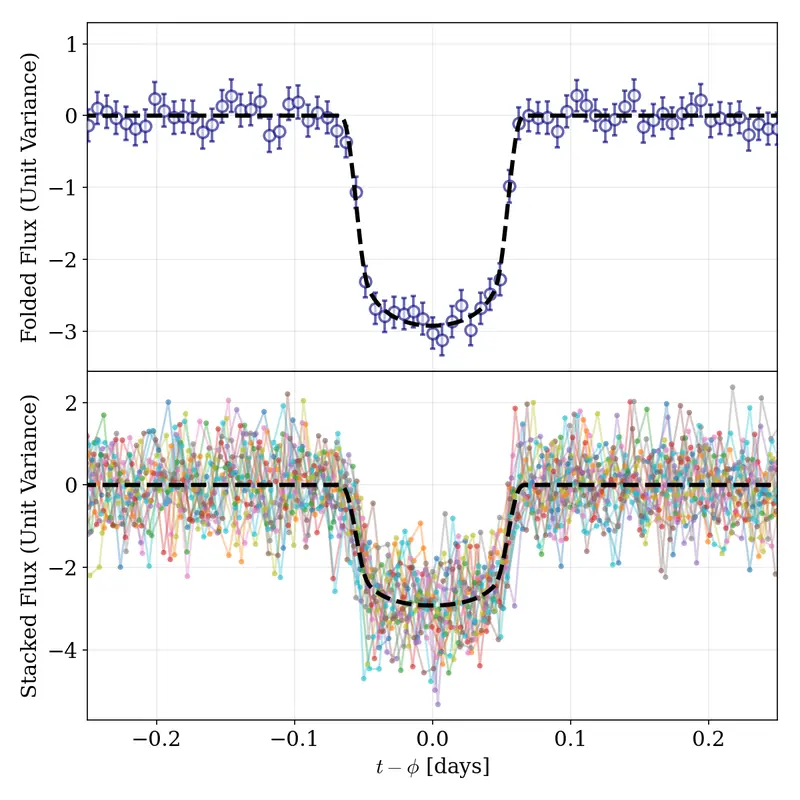 Folded Flux (Unit Variance)
1
0
−1
−2
−3
Stacked Flux (Unit Variance)
2
0
−2
−4
−0.2 −0.1 0.0 0.1 0.2
t − ϕ [days]